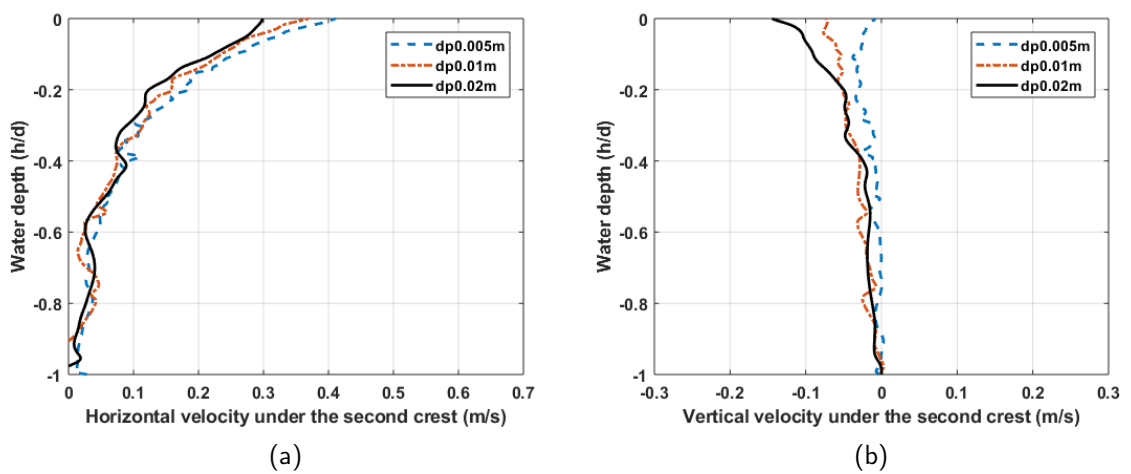 0
-0.2
-0.4
-0.6
-0.8
-1
Water depth (h/d)
0 0.1 0.2 0.3 0.4 0.5 0.6 0.7
Horizontal velocity under the second crest (m/s)
dp0.005m
dp0.01m
dp0.02m
(a)
0
-0.2
-0.4
-0.6
-0.8
-1
Water depth (h/d)
-0.3 -0.2 -0.1 0 0.1 0.2 0.3
Vertical velocity under the second crest (m/s)
dp0.005m
dp0.01m
dp0.02m
(b)